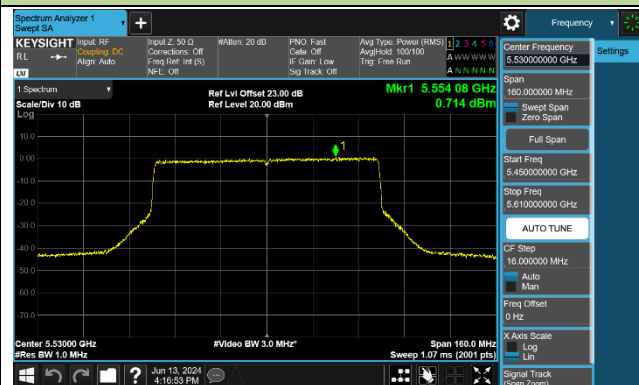 Spectrum Analyzer 1
Swept SA
+
Frequency
KEYSIGHT
RL
LXI
Input: RF
Coupling: DC
Align: Auto
Input Z: 50 Ω
Corrections: Off
Freq Ref: Int (S)
NFE: Off
#Atten: 20 dB
PNO: Fast
Gate: Off
IF Gain: Low
Sig Track: Off
Avg Type: Power (RMS)
Avg|Hold: 100/100
Trig: Free Run
1 2 3 4 5 6
A W W W W W
A N N N N N
1 Spectrum
Scale/Div 10 dB
Log
Ref Lvl Offset 23.00 dB
Ref Level 20.00 dBm
Mkr1 5.554 08 GHz
0.714 dBm
10.0
0.00
-10.0
-20.0
-30.0
-40.0
-50.0
-60.0
-70.0
1
Center 5.53000 GHz
#Res BW 1.0 MHz
#Video BW 3.0 MHz*
Span 160.0 MHz
Sweep 1.07 ms (2001 pts)
Jun 13, 2024
4:16:53 PM
?
Center Frequency
5.530000000 GHz
Settings
Span
160.000000 MHz
Swept Span
Zero Span
Full Span
Start Freq
5.450000000 GHz
Stop Freq
5.610000000 GHz
AUTO TUNE
CF Step
16.000000 MHz
Auto
Man
Freq Offset
0 Hz
X Axis Scale
Log
Lin
Signal Track
(Span Zoom)